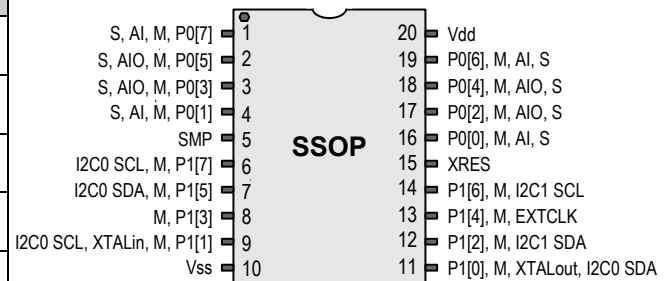 S, AI, M, P0[7] 1 20 Vdd
S, AIO, M, P0[5] 2 19 P0[6], M, AI, S
S, AIO, M, P0[3] 3 18 P0[4], M, AIO, S
S, AI, M, P0[1] 4 17 P0[2], M, AIO, S
SMP 5 SSOP 16 P0[0], M, AI, S
I2C0 SCL, M, P1[7] 6 15 XRES
I2C0 SDA, M, P1[5] 7 14 P1[6], M, I2C1 SCL
M, P1[3] 8 13 P1[4], M, EXTCLK
I2C0 SCL, XTALin, M, P1[1] 9 12 P1[2], M, I2C1 SDA
Vss 10 11 P1[0], M, XTALout, I2C0 SDA